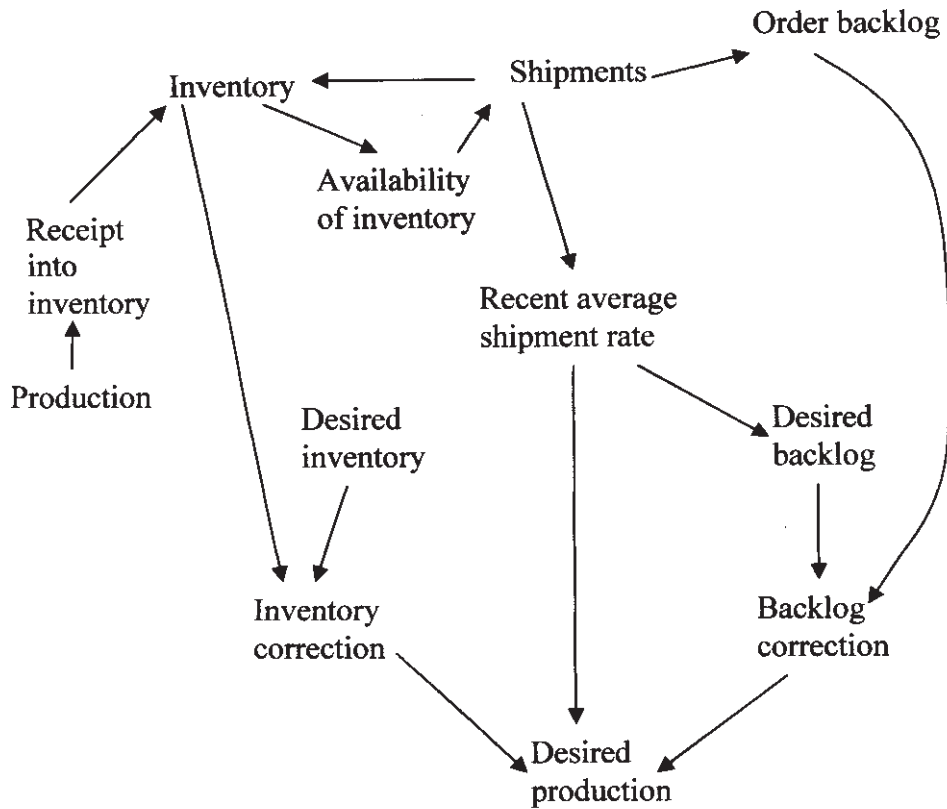 Order backlog
Shipments
Inventory
Availability
of inventory
Receipt
into
inventory
Recent average
shipment rate
Production
Desired
inventory
Desired
backlog
Inventory
correction
Backlog
correction
Desired
production